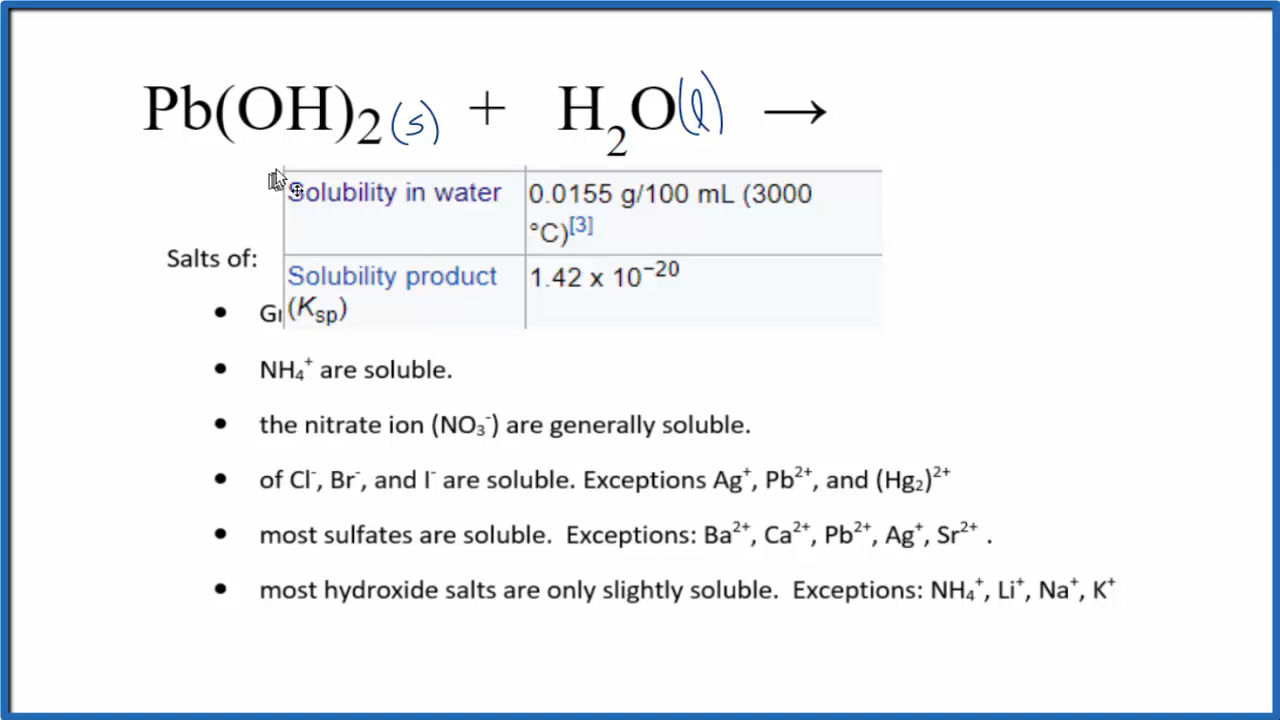 Pb(OH)₂(s) + H₂O(l) →
Solubility in water 0.0155 g/100 mL (3000
°C)[3]
Salts of:
Solubility product 1.42 x 10⁻²⁰
(Ksp)
• NH₄⁺ are soluble.
• the nitrate ion (NO₃⁻) are generally soluble.
• of Cl⁻, Br⁻, and I⁻ are soluble. Exceptions Ag⁺, Pb²⁺, and (Hg₂)²⁺
• most sulfates are soluble. Exceptions: Ba²⁺, Ca²⁺, Pb²⁺, Ag⁺, Sr²⁺ .
• most hydroxide salts are only slightly soluble. Exceptions: NH₄⁺, Li⁺, Na⁺, K⁺